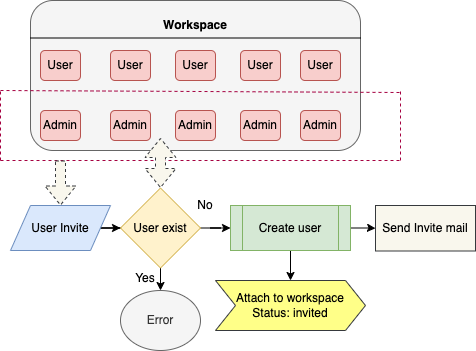 Workspace
User User User User User
Admin Admin Admin Admin Admin
User Invite
User exist
No
Create user
Send Invite mail
Yes
Error
Attach to workspace
Status: invited